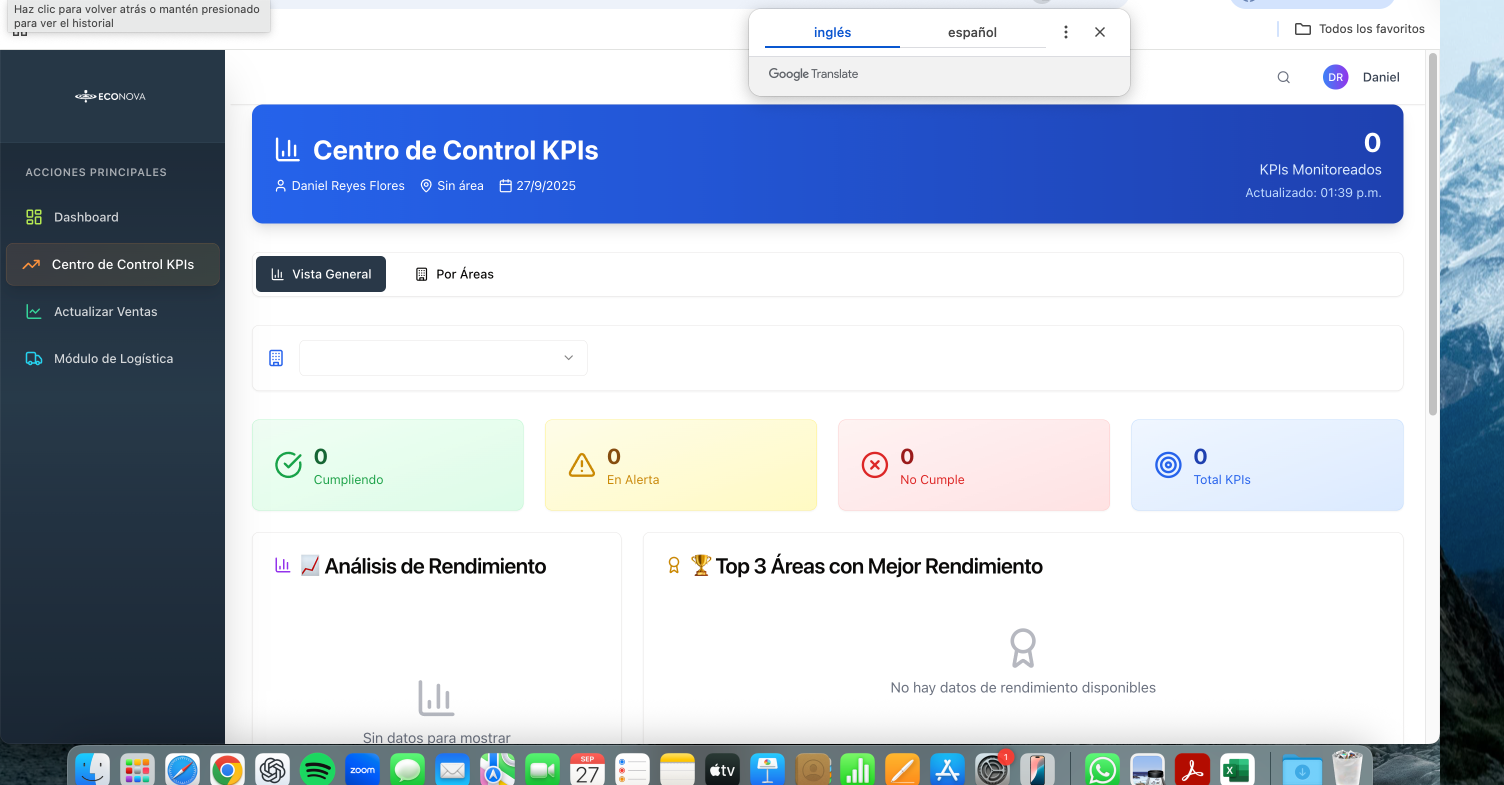 Haz clic para volver atrás o mantén presionado
para ver el historial
inglés
español
Google Translate
Todos los favoritos
ECONOVA
DR
Daniel
ACCIONES PRINCIPALES
Dashboard
Centro de Control KPIs
Actualizar Ventas
Módulo de Logística
Centro de Control KPIs
Daniel Reyes Flores
Sin área
27/9/2025
0
KPIs Monitoreados
Actualizado: 01:39 p.m.
Vista General
Por Áreas
0
Cumpliendo
0
En Alerta
0
No Cumple
0
Total KPIs
Análisis de Rendimiento
Sin datos para mostrar
Top 3 Áreas con Mejor Rendimiento
No hay datos de rendimiento disponibles
zoom
SEP
27
tv
1